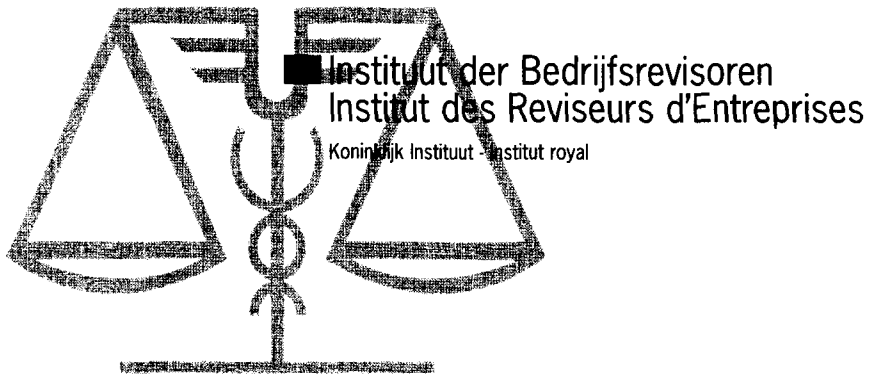 Instituut der Bedrijfsrevisoren
Institut des Reviseurs d'Entreprises
Koninklijk Instituut - Institut royal